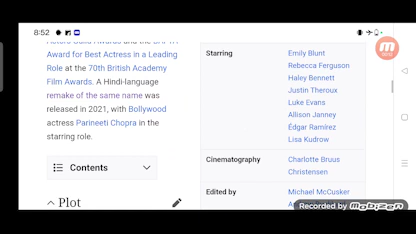 8:52
Award for Best Actress in a Leading
Role at the 70th British Academy
Film Awards. A Hindi-language
remake of the same name was
released in 2021, with Bollywood
actress Parineeti Chopra in the
starring role.
Contents
Plot
Starring
Emily Blunt
Rebecca Ferguson
Haley Bennett
Justin Theroux
Luke Evans
Allison Janney
Édgar Ramírez
Lisa Kudrow
Cinematography
Charlotte Bruus
Christensen
Edited by
Michael McCusker
Recorded by Mobizen